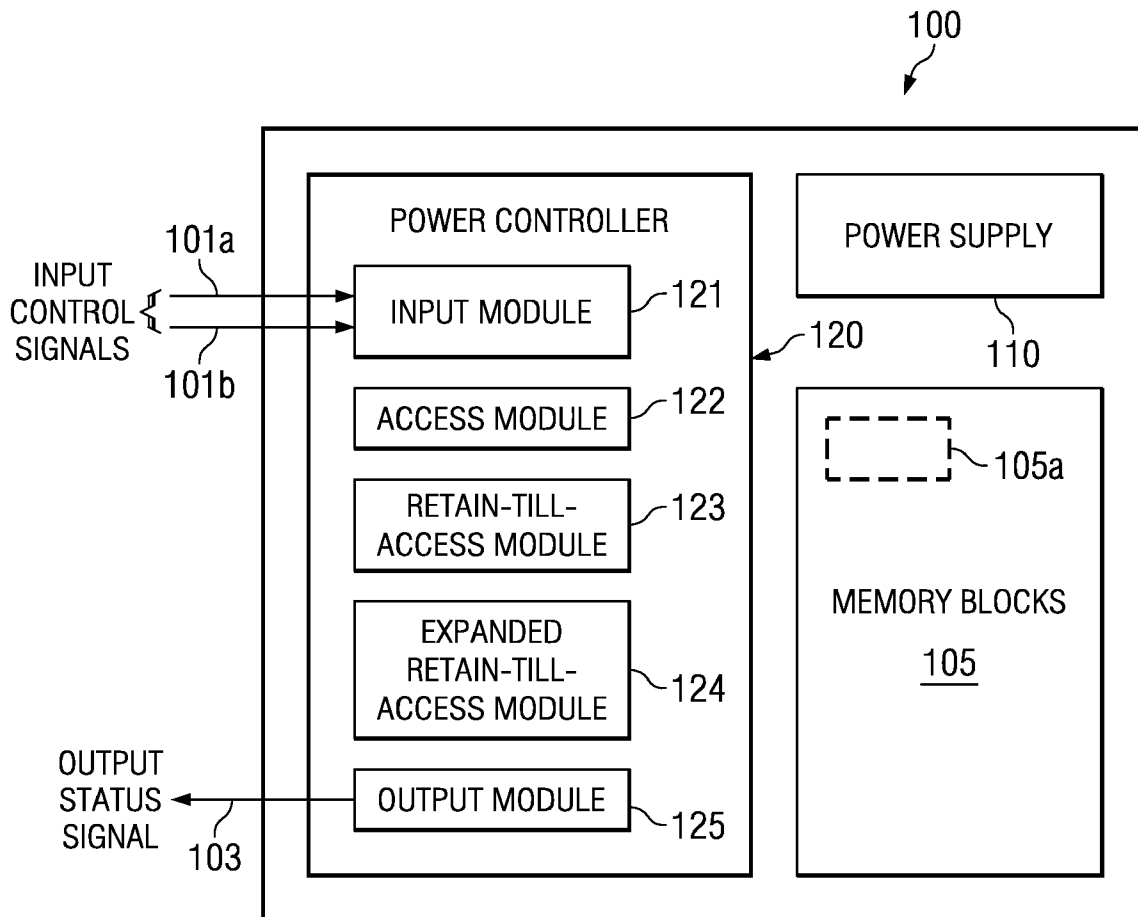 100
POWER CONTROLLER
POWER SUPPLY
110
101a
INPUT
CONTROL
SIGNALS
101b
INPUT MODULE
121
120
ACCESS MODULE
122
RETAIN-TILL-
ACCESS MODULE
123
EXPANDED
RETAIN-TILL-
ACCESS MODULE
124
OUTPUT
STATUS
SIGNAL
103
OUTPUT MODULE
125
105a
MEMORY BLOCKS
105